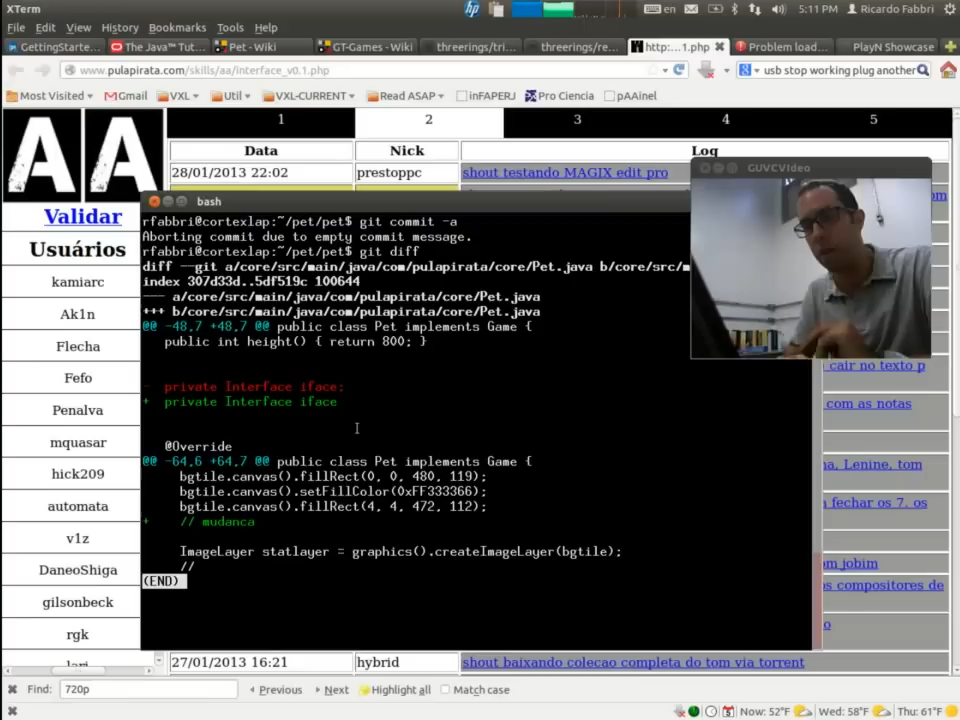 XTerm
en
5:11 PM
Ricardo Fabbri
File Edit View History Bookmarks Tools Help
GettingStarte...
The Java™ Tut...
Pet - Wiki
GT-Games - Wiki
threerings/tri...
threerings/re...
http:...1.php
Problem load...
PlayN Showcase
www.pulapirata.com/skills/aa/interface_v0.1.php
usb stop working plug another
Most Visited
Gmail
VXL
Util
VXL-CURRENT
Read ASAP
inFAPERJ
Pro Ciencia
pAAinel
AA
1 2 3 4 5
Data Nick Log
28/01/2013 22:02 prestoppc shout testando MAGIX edit pro
GUVCVideo
om
Validar
Usuários
kamiarc
Ak1n
Flecha
Fefo
Penalva
mquasar
hick209
automata
v1z
DaneoShiga
gilsonbeck
rgk
lari
bash
rfabbri@cortexlap:~/pet/pet$ git commit -a
Aborting commit due to empty commit message.
rfabbri@cortexlap:~/pet/pet$ git diff
diff --git a/core/src/main/java/com/pulapirata/core/Pet.java b/core/src/m
index 307d33d..5df519c 100644
--- a/core/src/main/java/com/pulapirata/core/Pet.java
+++ b/core/src/main/java/com/pulapirata/core/Pet.java
@@ -48,7 +48,7 @@ public class Pet implements Game {
public int height() { return 800; }
- private Interface iface;
+ private Interface iface
@Override
@@ -64,6 +64,7 @@ public class Pet implements Game {
bgtile.canvas().fillRect(0, 0, 480, 119);
bgtile.canvas().setFillColor(0xFF333366);
bgtile.canvas().fillRect(4, 4, 472, 112);
+ // mudanca
ImageLayer statlayer = graphics().createImageLayer(bgtile);
//
(END)
cair no texto p
com as notas
na, Lenine, tom
fechar os 7. os
om jobim
os compositores de
o
27/01/2013 16:21 hybrid shout baixando colecao completa do tom via torrent
Find: 720p Previous Next Highlight all Match case
Now: 52°F Wed: 58°F Thu: 61°F